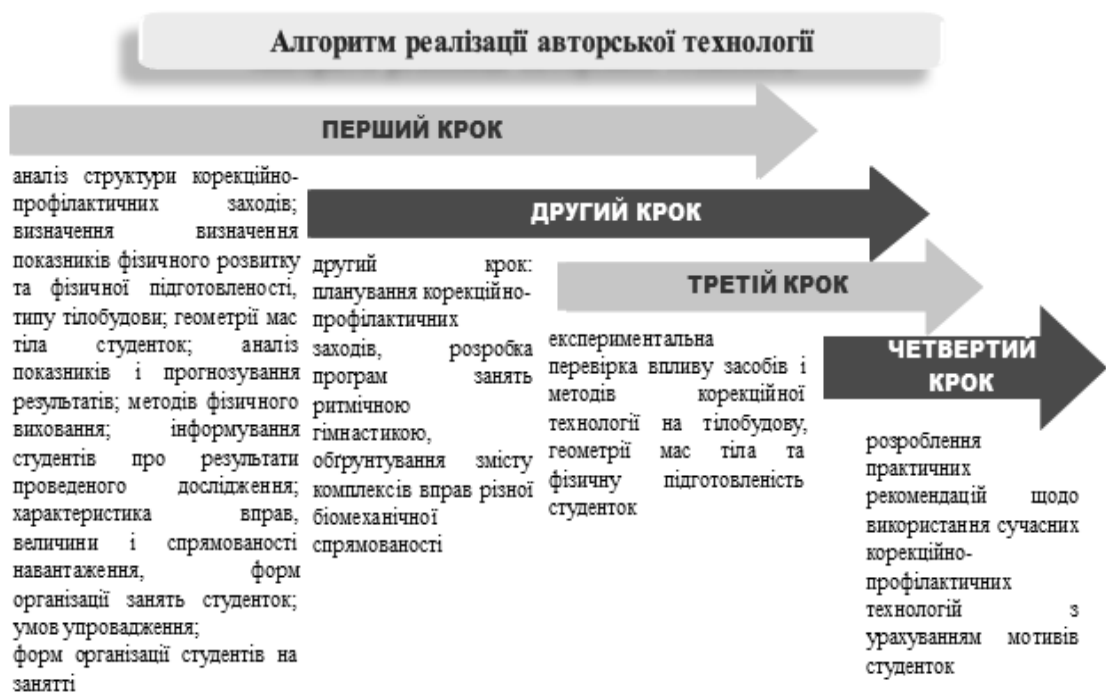 Алгоритм реалізації авторської технології
ПЕРШИЙ КРОК
аналіз структури корекційно-
профілактичних заходів;
визначення визначення
показників фізичного розвитку
та фізичної підготовленості,
типу тілобудови; геометрії мас
тіла студенток; аналіз
показників і прогнозування
результатів; методів фізичного
виховання; інформування
студентів про результати
проведеного дослідження;
характеристика вправ,
величини і спрямованості
навантаження, форм
організації занять студенток;
умов упровадження;
форм організації студентів на
занятті
ДРУГИЙ КРОК
другий крок:
планування корекційно-
профілактичних
заходів, розробка
програм занять
ритмічною
гімнастикою,
обґрунтування змісту
комплексів вправ різної
біомеханічної
спрямованості
ТРЕТІЙ КРОК
експериментальна
перевірка впливу засобів і
методів корекційної
технології на тілобудову,
геометрії мас тіла та
фізичну підготовленість
студенток
ЧЕТВЕРТИЙ
КРОК
розроблення
практичних
рекомендацій щодо
використання сучасних
корекційно-
профілактичних
технологій з
урахуванням мотивів
студенток